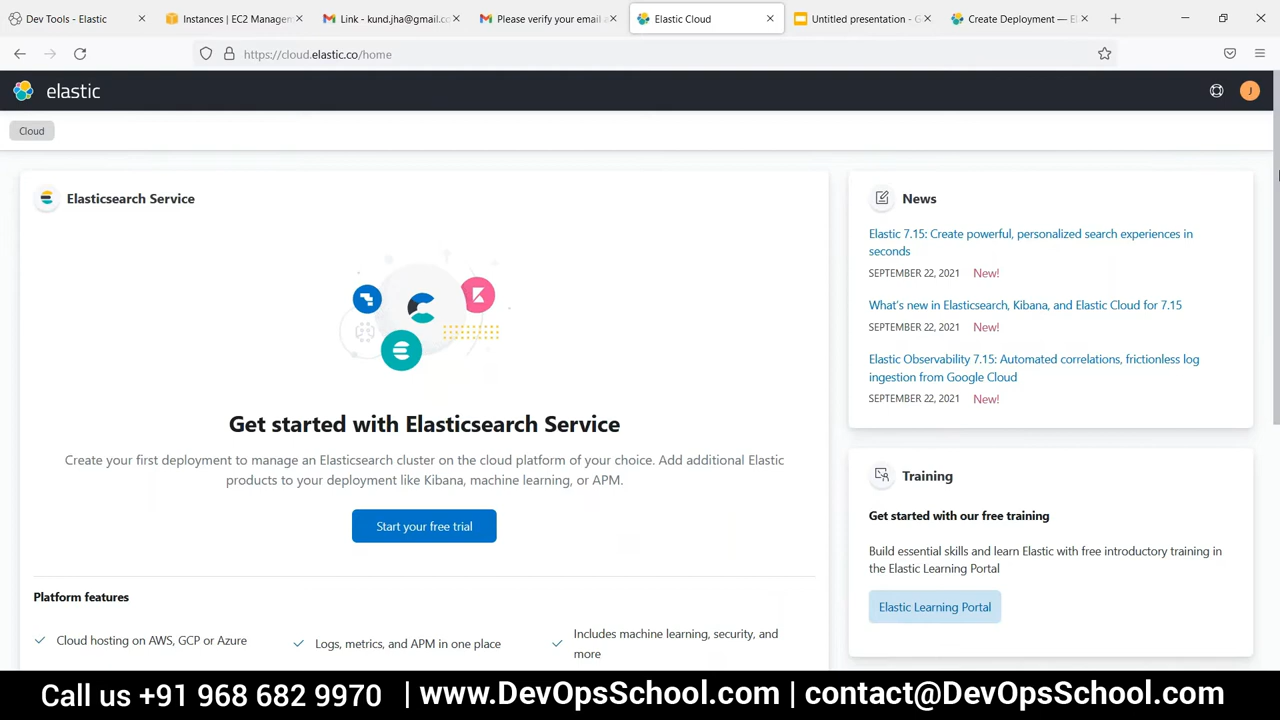 Dev Tools - Elastic
Instances | EC2 Managem
Link - kund.jha@gmail.co
Please verify your email a
Elastic Cloud
Untitled presentation - G
Create Deployment — El
https://cloud.elastic.co/home
elastic
J
Cloud
Elasticsearch Service
Get started with Elasticsearch Service
Create your first deployment to manage an Elasticsearch cluster on the cloud platform of your choice. Add additional Elastic
products to your deployment like Kibana, machine learning, or APM.
Start your free trial
Platform features
Cloud hosting on AWS, GCP or Azure
Logs, metrics, and APM in one place
Includes machine learning, security, and
more
News
Elastic 7.15: Create powerful, personalized search experiences in
seconds
SEPTEMBER 22, 2021 New!
What's new in Elasticsearch, Kibana, and Elastic Cloud for 7.15
SEPTEMBER 22, 2021 New!
Elastic Observability 7.15: Automated correlations, frictionless log
ingestion from Google Cloud
SEPTEMBER 22, 2021 New!
Training
Get started with our free training
Build essential skills and learn Elastic with free introductory training in
the Elastic Learning Portal
Elastic Learning Portal
Call us +91 968 682 9970 | www.DevOpsSchool.com | contact@DevOpsSchool.com